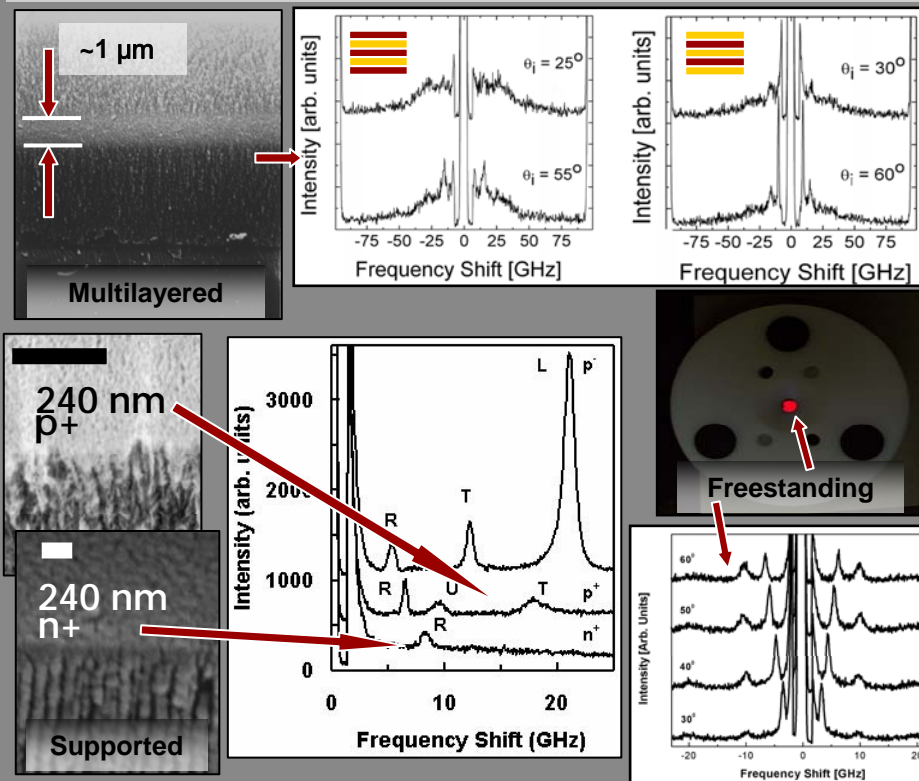 ~1 µm
Multilayered
Intensity [arb. units]
θi = 25°
θi = 55°
-75 -50 -25 0 25 50 75
Frequency Shift [GHz]
Intensity [arb. units]
θi = 30°
θi = 60°
-75 -50 -25 0 25 50 75
Frequency Shift [GHz]
240 nm
p+
240 nm
n+
Supported
Intensity (arb. units)
3000
2000
1000
0
L p-
R T
R U T p+
R n+
0 5 10 15 20
Frequency Shift (GHz)
Freestanding
Intensity [Arb. Units]
60°
50°
40°
30°
-20 -10 0 10 20
Frequency Shift [GHz]